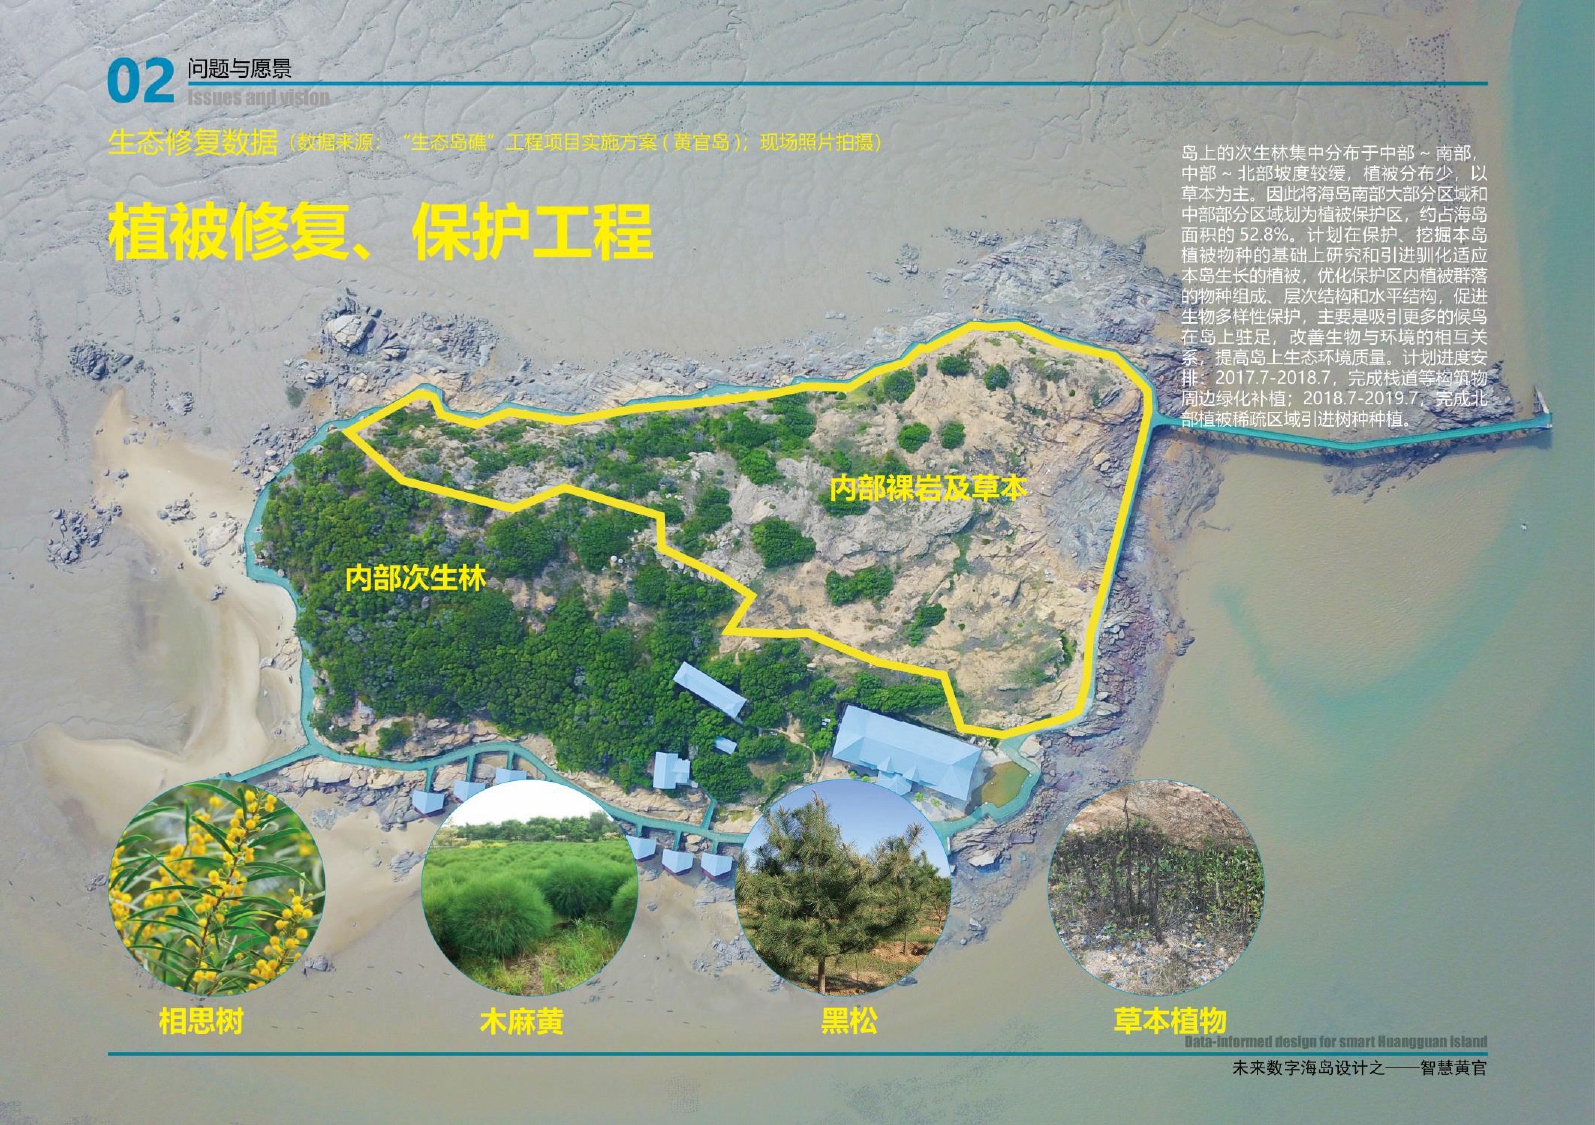 02
问题与愿景
Issues and vision
生态修复数据（数据来源：“生态岛礁”工程项目实施方案(黄官岛)；现场照片拍摄）
植被修复、保护工程
岛上的次生林集中分布于中部~南部，
中部~北部坡度较缓，植被分布少，以
草本为主。因此将海岛南部大部分区域和
中部部分区域划为植被保护区，约占海岛
面积的52.8%。计划在保护、挖掘本岛
植被物种的基础上研究和引进驯化适应
本岛生长的植被，优化保护区内植被群落
的物种组成、层次结构和水平结构，促进
生物多样性保护，主要是吸引更多的候鸟
在岛上驻足，改善生物与环境的相互关
系，提高岛上生态环境质量。计划进度安
排：2017.7-2018.7，完成栈道等构筑物
周边绿化补植；2018.7-2019.7，完成北
部植被稀疏区域引进树种种植。
内部裸岩及草本
内部次生林
相思树
木麻黄
黑松
草本植物
Data-informed design for smart Huangguan Island
未来数字海岛设计之——智慧黄官